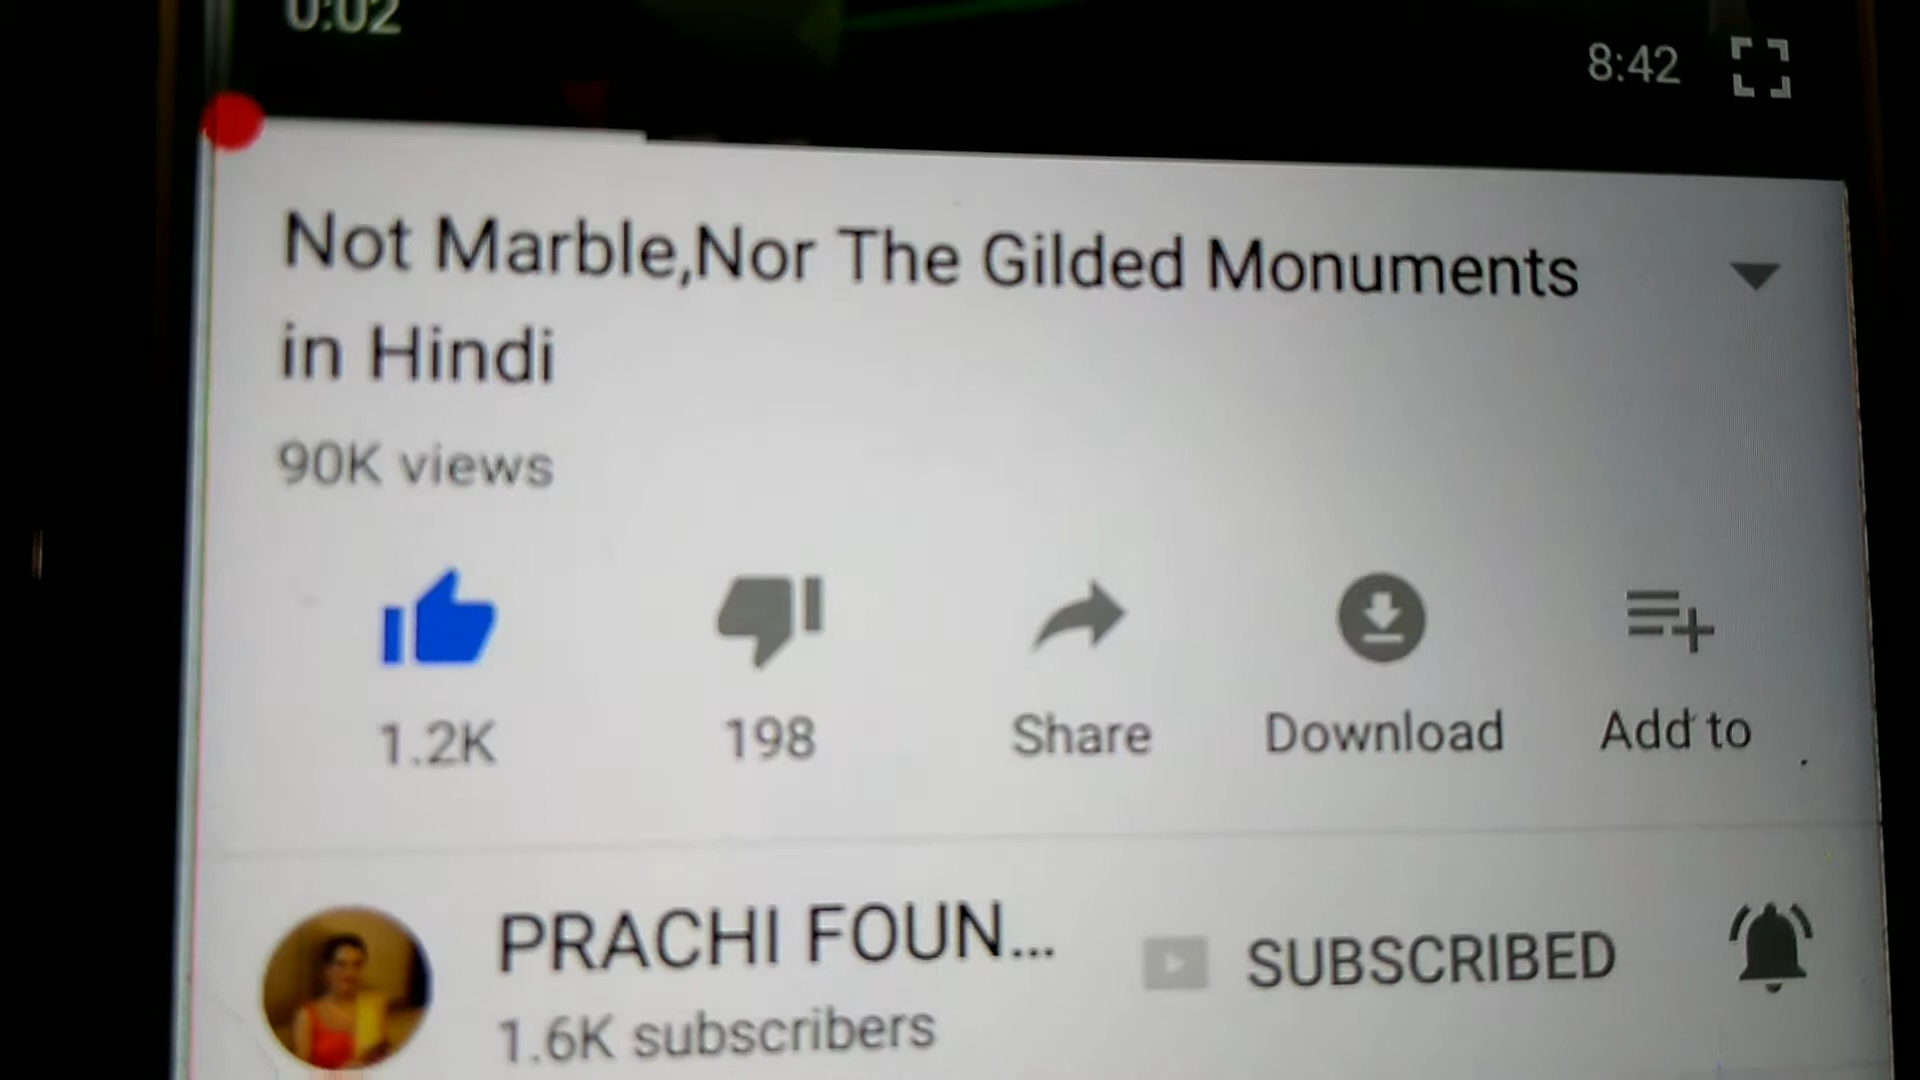 0:02
8:42
Not Marble,Nor The Gilded Monuments
in Hindi
90K views
1.2K
198
Share
Download
Add to
PRACHI FOUN...
SUBSCRIBED
1.6K subscribers